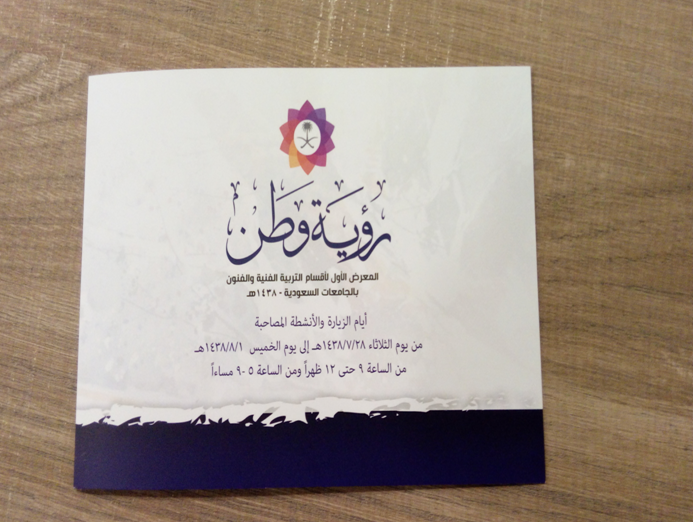 رؤية وطن
المعرض الأول لأقسام التربية الفنية والفنون
بالجامعات السعودية - ١٤٣٨هـ
أيام الزيارة والأنشطة المصاحبة
من يوم الثلاثاء ١٤٣٨/٧/٢٨هـ إلى يوم الخميس ١٤٣٨/٨/١هـ
من الساعة ٩ حتى ١٢ ظهراً ومن الساعة ٥ -٩ مساءاً